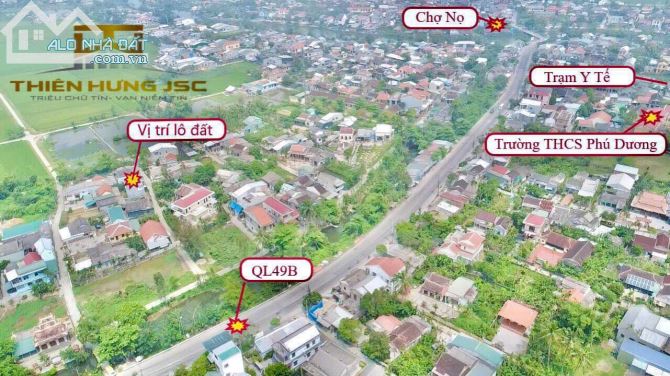 ALO NHÀ ĐẤT
.com.vn
THIÊN HƯNG JSC
TRIỆU CHỮ TÍN - VẠN NIỀM TIN
Chợ Nọ
Trạm Y Tế
Trường THCS Phú Dương
Vị trí lô đất
QL49B